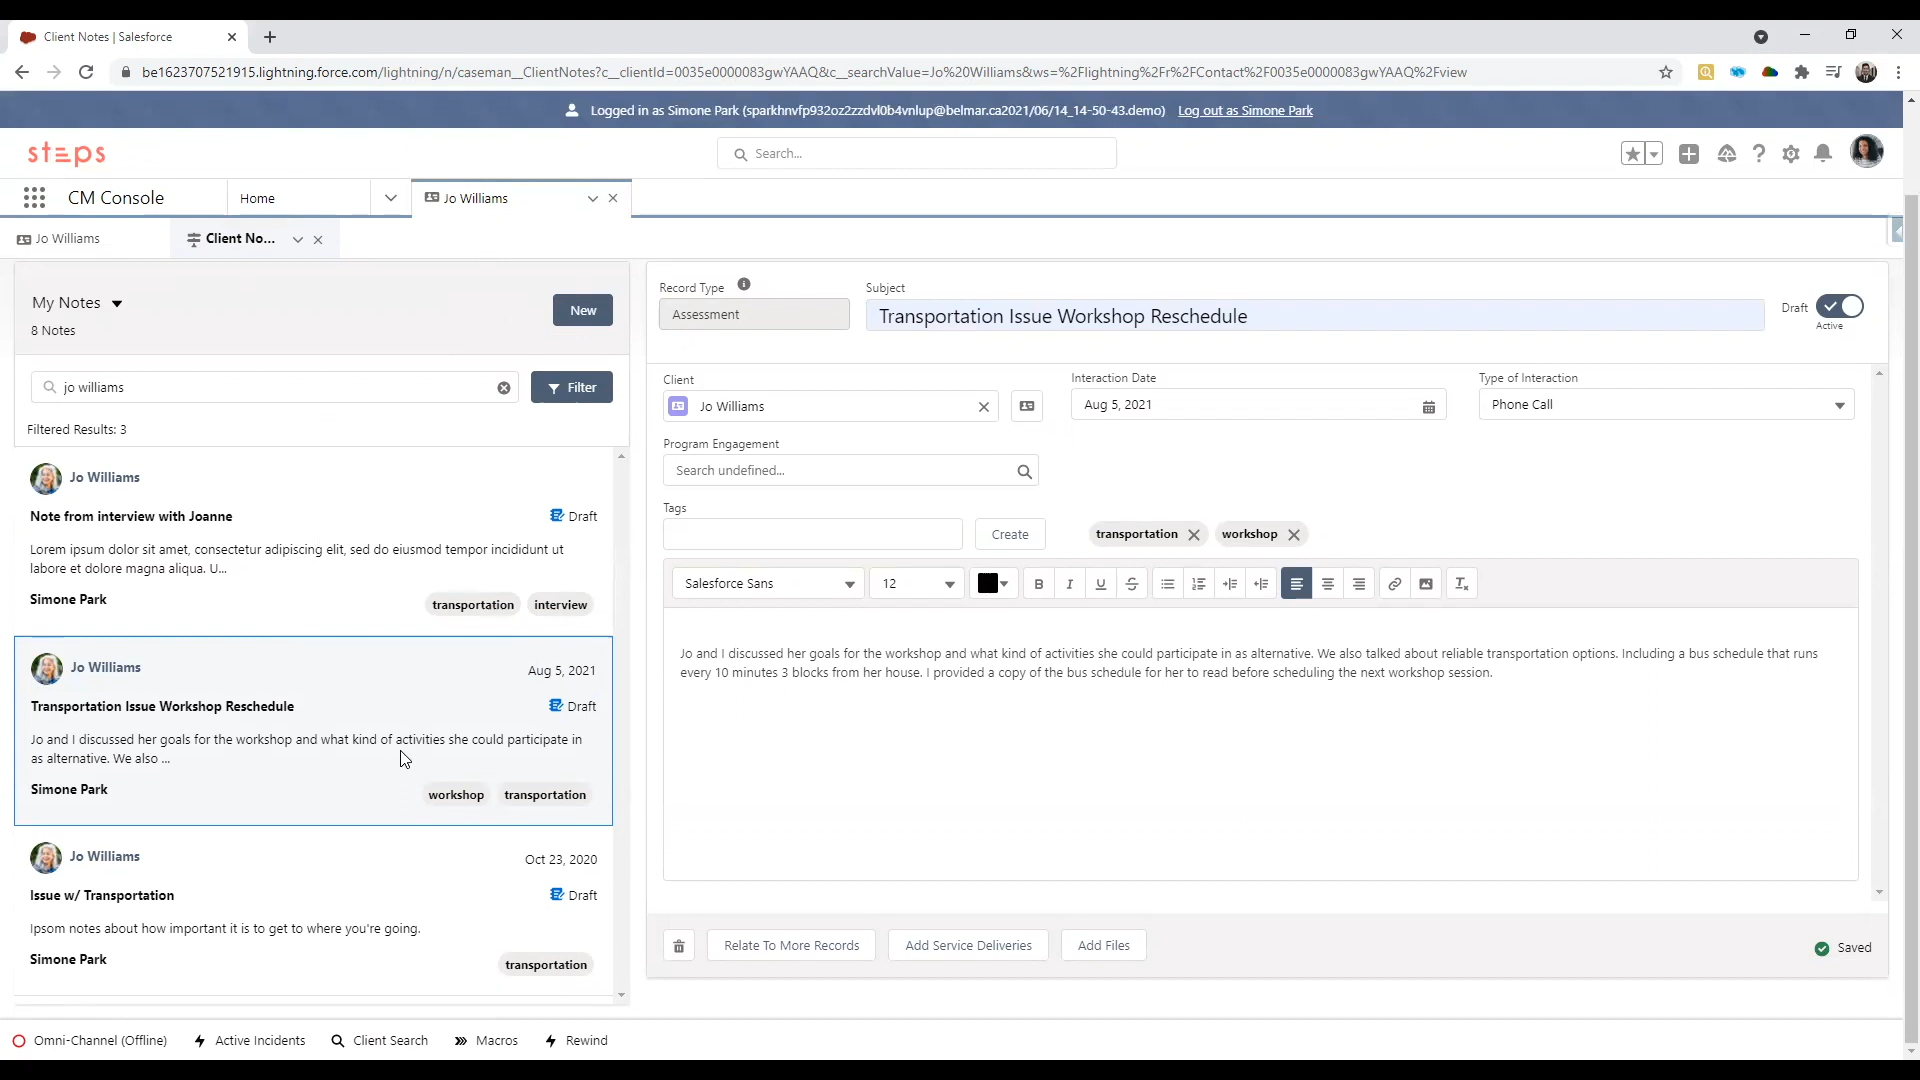 Client Notes | Salesforce
be1623707521915.lightning.force.com/lightning/n/caseman__ClientNotes?c__clientId=0035e0000083gwYAAQ&c__searchValue=Jo%20Williams&ws=%2Flightning%2Fr%2FContact%2F0035e0000083gwYAAQ%2Fview
Logged in as Simone Park (sparkhnvfp932oz2zzdvl0b4vnlup@belmar.ca2021/06/14_14-50-43.demo) Log out as Simone Park
steps
Search...
CM Console
Home
Jo Williams
Jo Williams
Client No...
My Notes
8 Notes
New
jo williams
Filter
Filtered Results: 3
Jo Williams
Note from interview with Joanne
Draft
Lorem ipsum dolor sit amet, consectetur adipiscing elit, sed do eiusmod tempor incididunt ut
labore et dolore magna aliqua. U...
Simone Park
transportation interview
Jo Williams
Aug 5, 2021
Transportation Issue Workshop Reschedule
Draft
Jo and I discussed her goals for the workshop and what kind of activities she could participate in
as alternative. We also ...
Simone Park
workshop transportation
Jo Williams
Oct 23, 2020
Issue w/ Transportation
Draft
Ipsom notes about how important it is to get to where you're going.
Simone Park
transportation
Record Type
Assessment
Subject
Transportation Issue Workshop Reschedule
Draft
Active
Client
Jo Williams
Interaction Date
Aug 5, 2021
Type of Interaction
Phone Call
Program Engagement
Search undefined...
Tags
Create
transportation
workshop
Salesforce Sans
12
B I U S
Jo and I discussed her goals for the workshop and what kind of activities she could participate in as alternative. We also talked about reliable transportation options. Including a bus schedule that runs
every 10 minutes 3 blocks from her house. I provided a copy of the bus schedule for her to read before scheduling the next workshop session.
Relate To More Records
Add Service Deliveries
Add Files
Saved
Omni-Channel (Offline)
Active Incidents
Client Search
Macros
Rewind